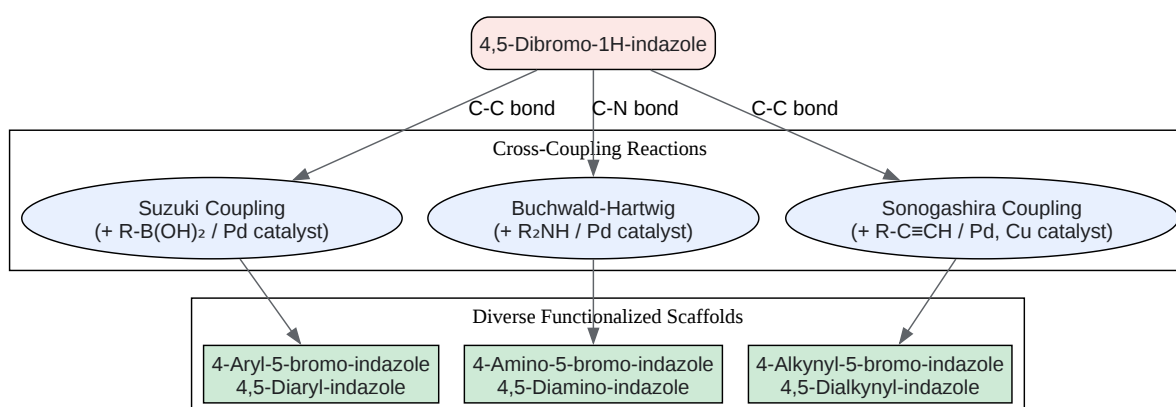 4,5-Dibromo-1H-indazole
C-C bond
C-N bond
C-C bond
Cross-Coupling Reactions
Suzuki Coupling
(+ R-B(OH)₂ / Pd catalyst)
Buchwald-Hartwig
(+ R₂NH / Pd catalyst)
Sonogashira Coupling
(+ R-C≡CH / Pd, Cu catalyst)
Diverse Functionalized Scaffolds
4-Aryl-5-bromo-indazole
4,5-Diaryl-indazole
4-Amino-5-bromo-indazole
4,5-Diamino-indazole
4-Alkynyl-5-bromo-indazole
4,5-Dialkynyl-indazole